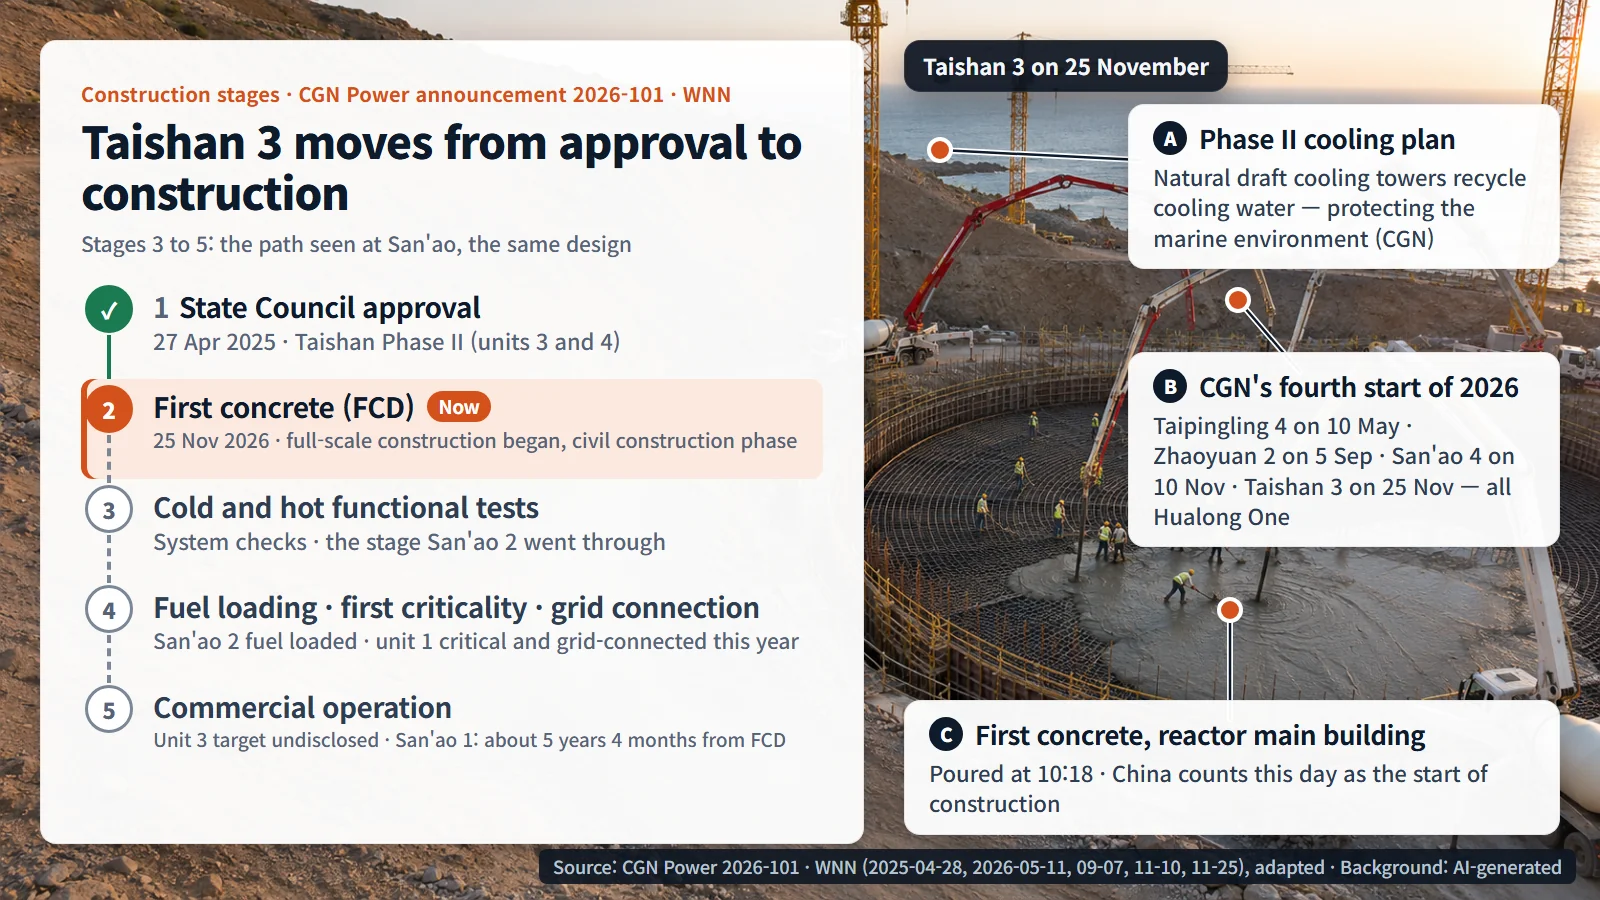 Construction stages · CGN Power announcement 2026-101 · WNN
Taishan 3 moves from approval to
construction
Stages 3 to 5: the path seen at San'ao, the same design
✓
1 State Council approval
27 Apr 2025 · Taishan Phase II (units 3 and 4)
2 First concrete (FCD) Now
25 Nov 2026 · full-scale construction began, civil construction phase
3 Cold and hot functional tests
System checks · the stage San'ao 2 went through
4 Fuel loading · first criticality · grid connection
San'ao 2 fuel loaded · unit 1 critical and grid-connected this year
5 Commercial operation
Unit 3 target undisclosed · San'ao 1: about 5 years 4 months from FCD
Taishan 3 on 25 November
A Phase II cooling plan
Natural draft cooling towers recycle
cooling water — protecting the
marine environment (CGN)
B CGN's fourth start of 2026
Taipingling 4 on 10 May ·
Zhaoyuan 2 on 5 Sep · San'ao 4 on
10 Nov · Taishan 3 on 25 Nov — all
Hualong One
C First concrete, reactor main building
Poured at 10:18 · China counts this day as the start of
construction
Source: CGN Power 2026-101 · WNN (2025-04-28, 2026-05-11, 09-07, 11-10, 11-25), adapted · Background: AI-generated